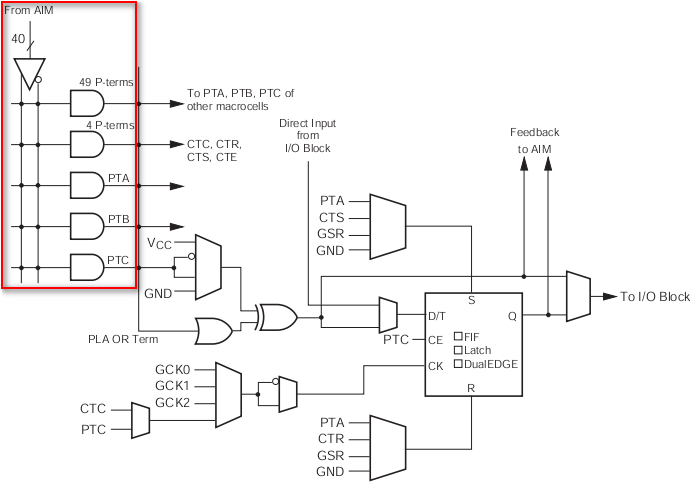 From AIM
40
49 P-terms
To PTA, PTB, PTC of
other macrocells
4 P-terms
CTC, CTR,
CTS, CTE
PTA
PTB
PTC
Direct Input
from
I/O Block
Feedback
to AIM
PTA
CTS
GSR
GND
VCC
GND
PLA OR Term
To I/O Block
S
D/T
Q
PTC
CE
FIF
Latch
CK
DualEDGE
R
GCK0
GCK1
GCK2
CTC
PTC
PTA
CTR
GSR
GND